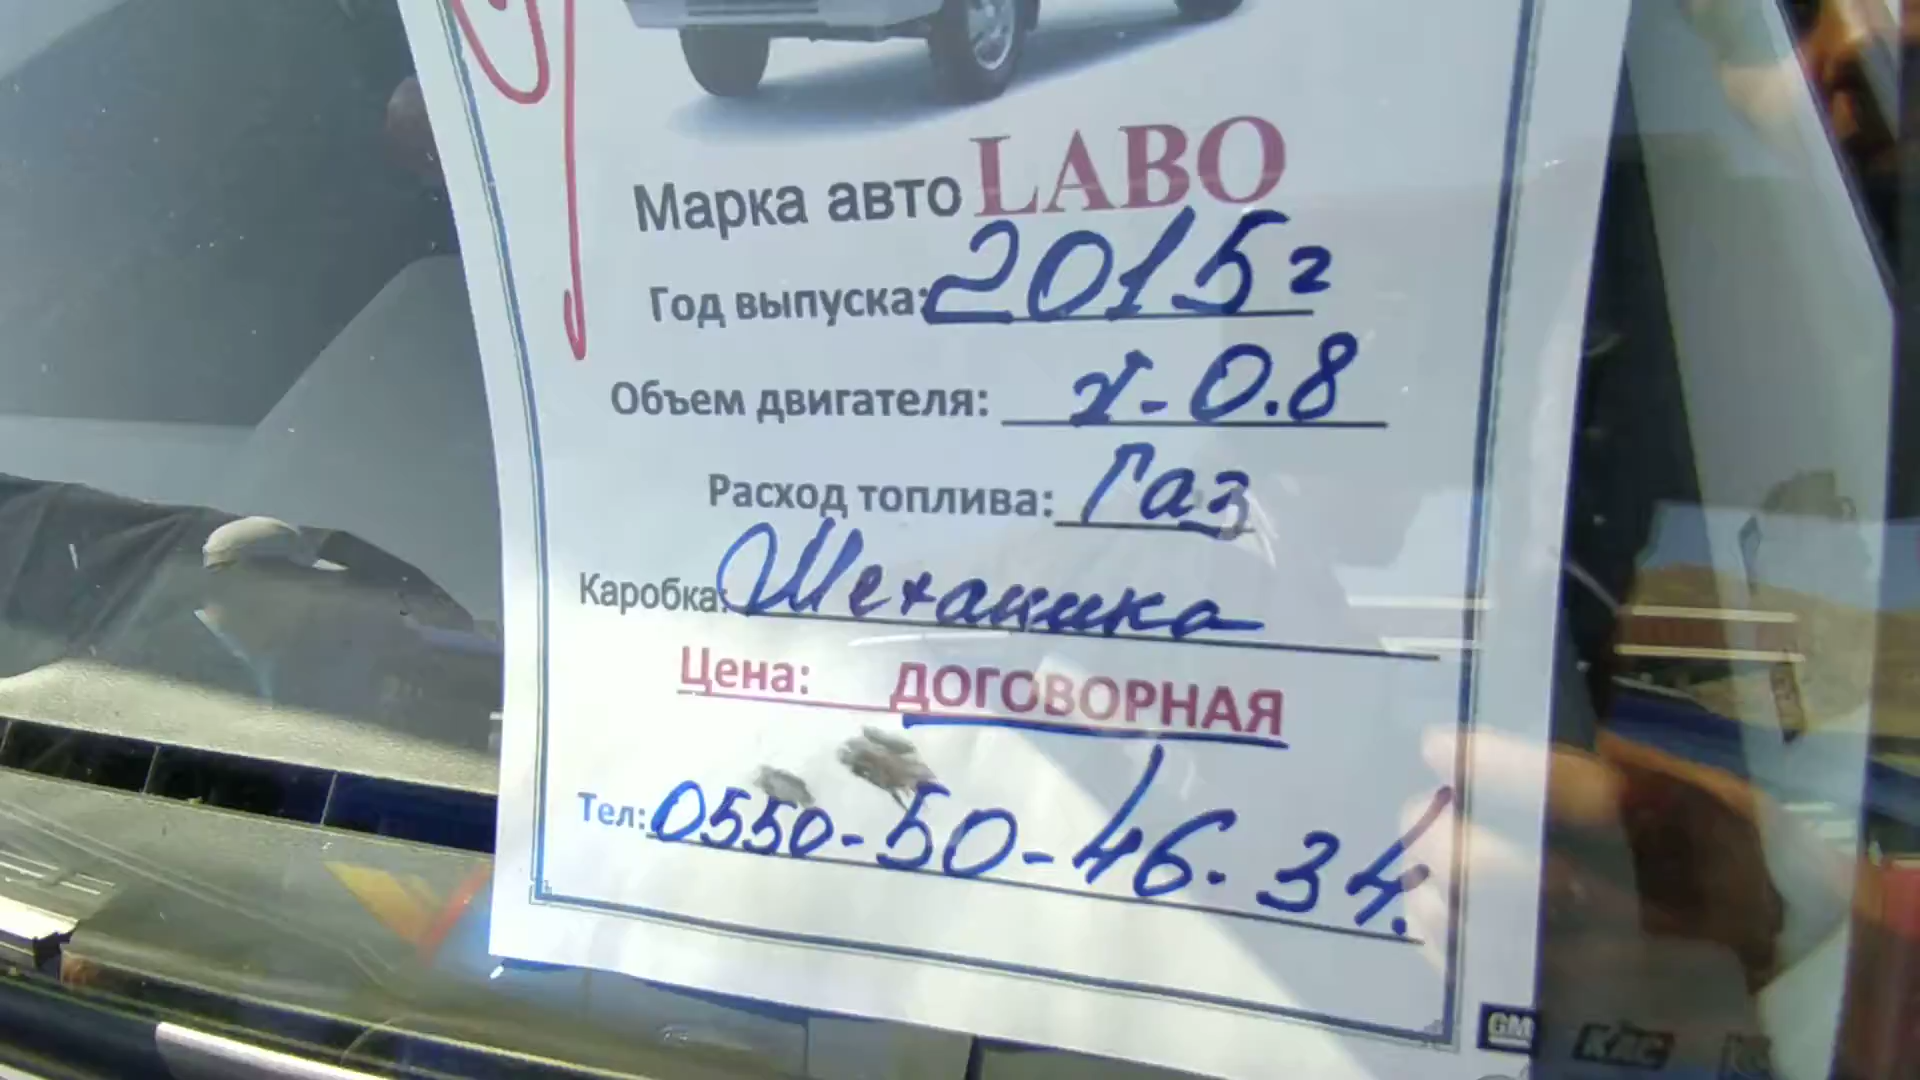 Марка авто LABO
Год выпуска: 2015г
Объем двигателя: х-0.8
Расход топлива: Газ
Каробка: Механика
Цена: ДОГОВОРНАЯ
Тел: 0550-50-46-34.
GM